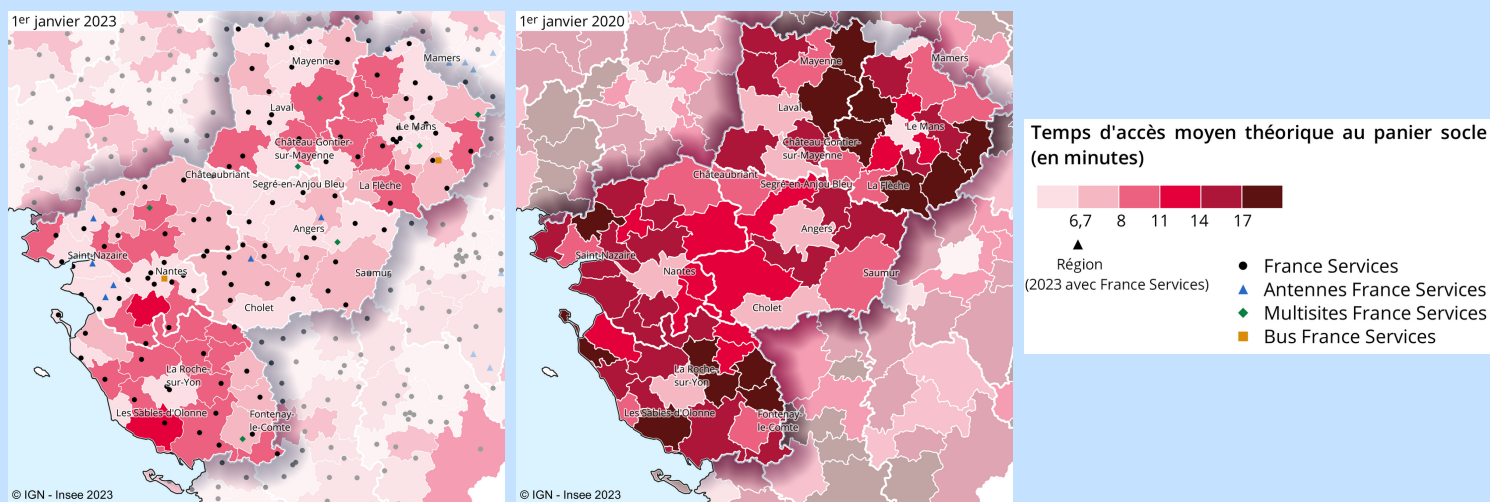 1er janvier 2023
Mayenne
Mamers
Laval
Le Mans
Château-Gontier-
sur-Mayenne
Châteaubriant
Segré-en-Anjou Bleu
La Flèche
Angers
Saint-Nazaire
Nantes
Saumur
Cholet
La Roche-
sur-Yon
Les Sables-d'Olonne
Fontenay-
le-Comte
© IGN - Insee 2023
1er janvier 2020
Mayenne
Mamers
Laval
Le Mans
Château-Gontier-
sur-Mayenne
Châteaubriant
Segré-en-Anjou Bleu
La Flèche
Angers
Saint-Nazaire
Nantes
Saumur
Cholet
La Roche-
sur-Yon
Les Sables-d'Olonne
Fontenay-
le-Comte
© IGN - Insee 2023
Temps d'accès moyen théorique au panier socle
(en minutes)
6,7 8 11 14 17
Région
(2023 avec France Services)
France Services
Antennes France Services
Multisites France Services
Bus France Services